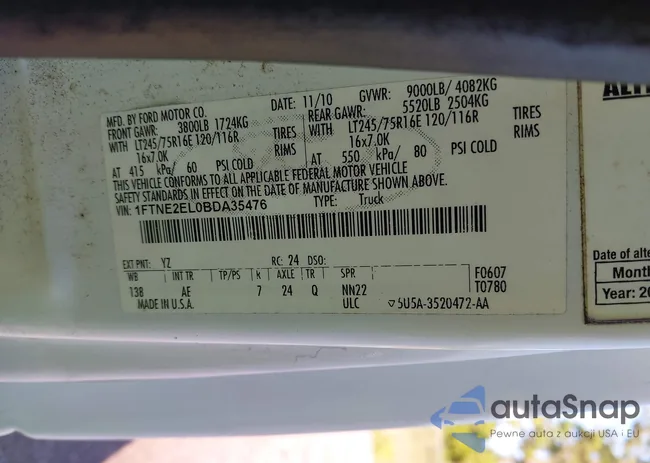 MFD. BY FORD MOTOR CO.
DATE: 11/10 GVWR: 9000LB/ 4082KG
FRONT GAWR: 3800LB 1724KG
REAR GAWR: 5520LB 2504KG
WITH LT245/75R16E 120/116R TIRES
WITH LT245/75R16E 120/116R TIRES
16x7.0K RIMS
16x7.0K RIMS
AT 415 kPa/ 60 PSI COLD
AT 550 kPa/ 80 PSI COLD
THIS VEHICLE CONFORMS TO ALL APPLICABLE FEDERAL MOTOR VEHICLE
SAFETY STANDARDS IN EFFECT ON THE DATE OF MANUFACTURE SHOWN ABOVE.
VIN: 1FTNE2EL0BDA35476 TYPE: Truck
EXT PNT: YZ RC: 24 DSO:
WB INT TR TP/PS R AXLE TR SPR F0607
138 AE 7 24 Q NN22 T0780
MADE IN U.S.A. ULC 5U5A-3520472-AA
Date of alte
Month
Year: 20
autaSnap
Pewne auta z aukcji USA i EU